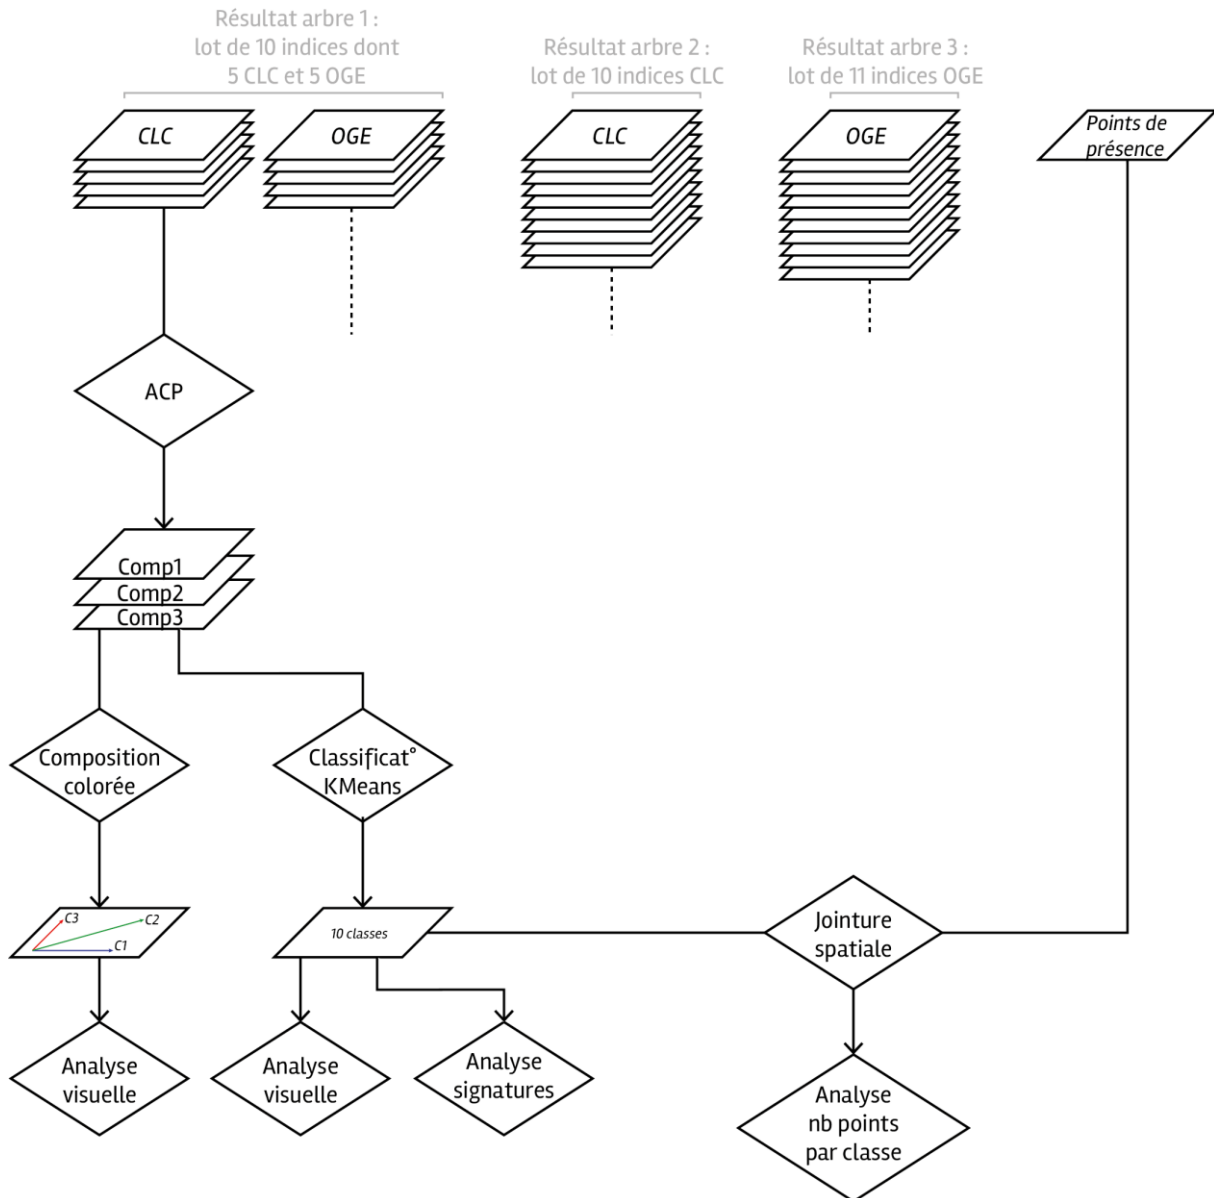 Résultat arbre 1 :
lot de 10 indices dont
5 CLC et 5 OGE
Résultat arbre 2 :
lot de 10 indices CLC
Résultat arbre 3 :
lot de 11 indices OGE
CLC
OGE
CLC
OGE
Points de
présence
ACP
Comp1
Comp2
Comp3
Composition
colorée
Classificat°
KMeans
C3
C2
C1
10 classes
Jointure
spatiale
Analyse
visuelle
Analyse
visuelle
Analyse
signatures
Analyse
nb points
par classe